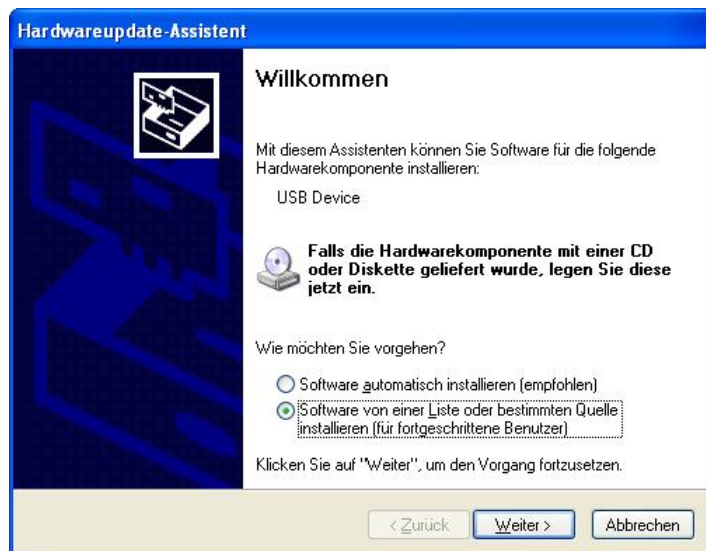 Hardwareupdate-Assistent
Willkommen
Mit diesem Assistenten können Sie Software für die folgende
Hardwarekomponente installieren:
USB Device
Falls die Hardwarekomponente mit einer CD
oder Diskette geliefert wurde, legen Sie diese
jetzt ein.
Wie möchten Sie vorgehen?
Software automatisch installieren (empfohlen)
Software von einer Liste oder bestimmten Quelle
installieren (für fortgeschrittene Benutzer)
Klicken Sie auf "Weiter", um den Vorgang fortzusetzen.
< Zurück Weiter > Abbrechen